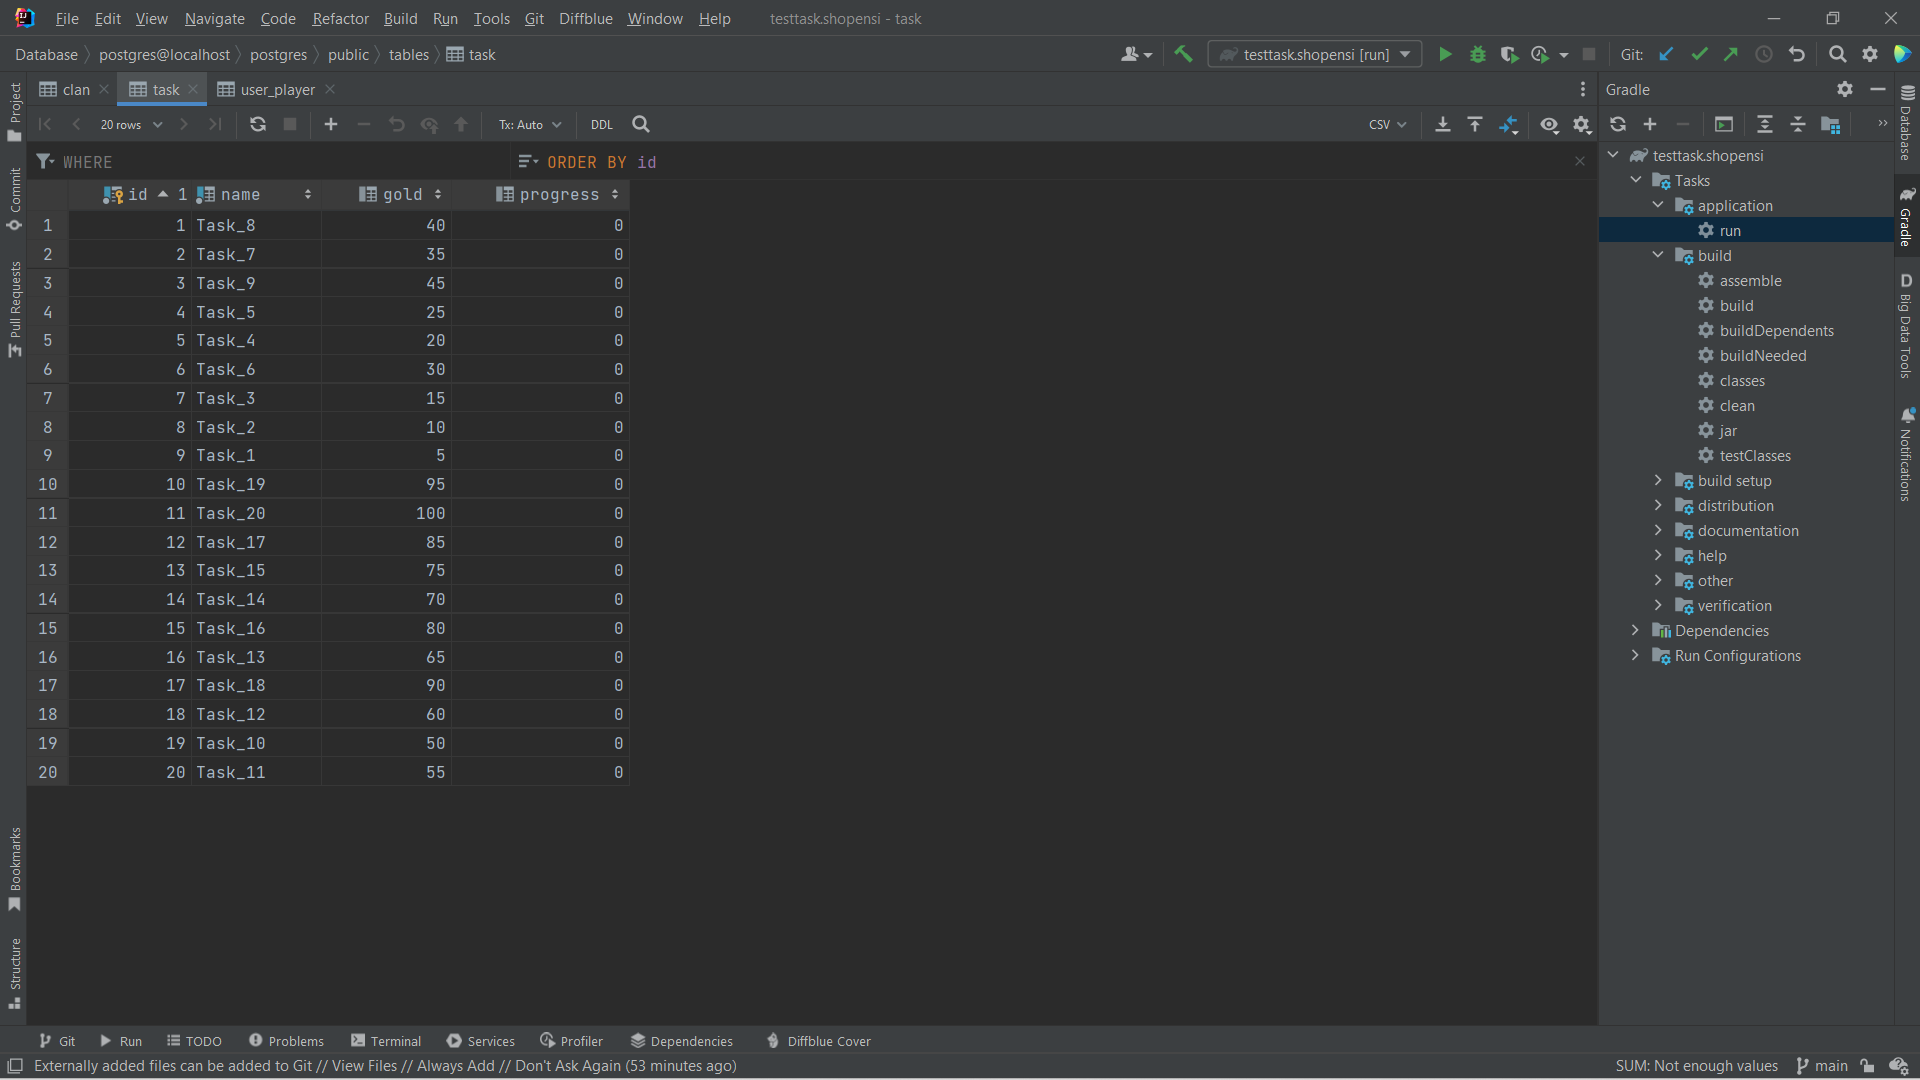 File Edit View Navigate Code Refactor Build Run Tools Git Diffblue Window Help testtask.shopensi - task
Database postgres@localhost postgres public tables task testtask.shopensi [run] Git:
clan task user_player
20 rows Tx: Auto DDL CSV
WHERE ORDER BY id
id 1 name gold progress
1 1 Task_8 40 0
2 2 Task_7 35 0
3 3 Task_9 45 0
4 4 Task_5 25 0
5 5 Task_4 20 0
6 6 Task_6 30 0
7 7 Task_3 15 0
8 8 Task_2 10 0
9 9 Task_1 5 0
10 10 Task_19 95 0
11 11 Task_20 100 0
12 12 Task_17 85 0
13 13 Task_15 75 0
14 14 Task_14 70 0
15 15 Task_16 80 0
16 16 Task_13 65 0
17 17 Task_18 90 0
18 18 Task_12 60 0
19 19 Task_10 50 0
20 20 Task_11 55 0
Gradle
testtask.shopensi
Tasks
application
run
build
assemble
build
buildDependents
buildNeeded
classes
clean
jar
testClasses
build setup
distribution
documentation
help
other
verification
Dependencies
Run Configurations
Project
Commit
Pull Requests
Bookmarks
Structure
Database
Gradle
D Big Data Tools
Notifications
Git Run TODO Problems Terminal Services Profiler Dependencies Diffblue Cover
Externally added files can be added to Git // View Files // Always Add // Don't Ask Again (53 minutes ago) SUM: Not enough values main